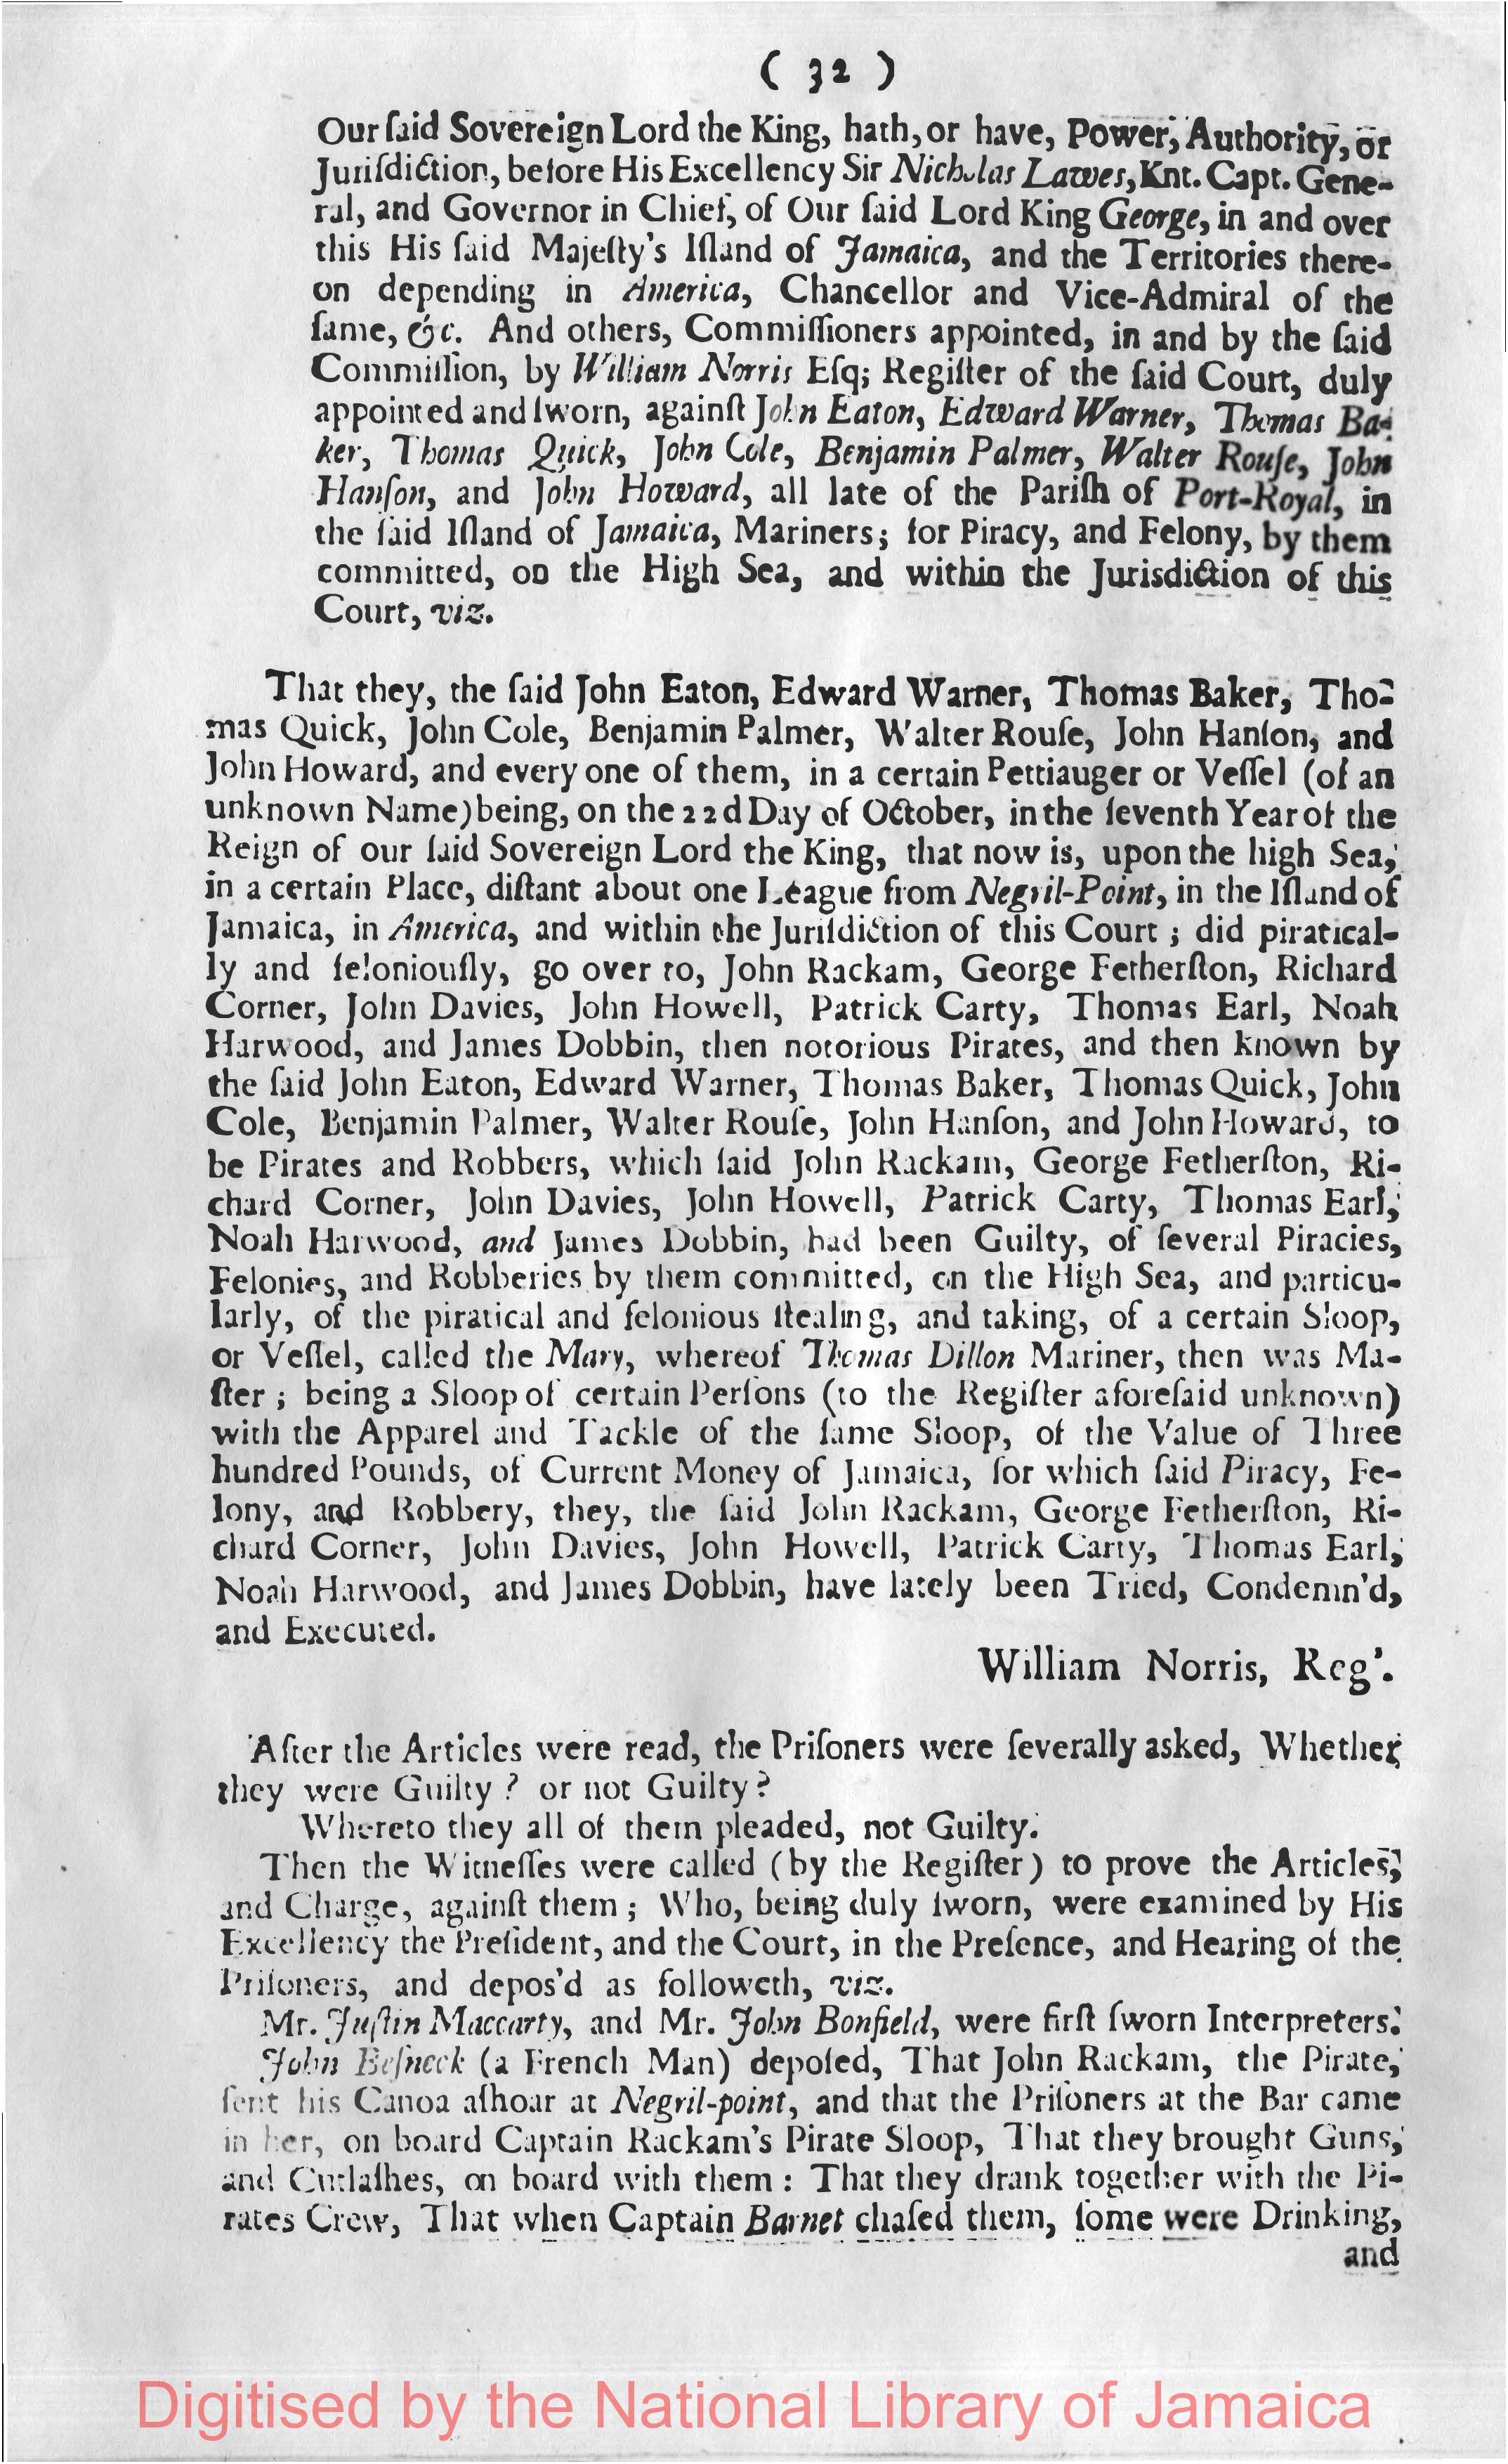 ( 32 )
Our ſaid Sovereign Lord the King, hath, or have, Power, Authority, or
Juriſdiction, before His Excellency Sir Nicholas Lawes, Knt. Capt. Gene-
ral, and Governor in Chief, of Our ſaid Lord King George, in and over
this His ſaid Majeſty's Iſland of Jamaica, and the Territories there-
on depending in America, Chancellor and Vice-Admiral of the
ſame, &c. And others, Commiſſioners appointed, in and by the ſaid
Commiſſion, by William Norris Eſq; Regiſter of the ſaid Court, duly
appointed and ſworn, againſt John Eaton, Edward Warner, Thomas Ba-
ker, Thomas Quick, John Cole, Benjamin Palmer, Walter Rouſe, John
Hanſon, and John Howard, all late of the Pariſh of Port-Royal, in
the ſaid Iſland of Jamaica, Mariners; for Piracy, and Felony, by them
committed, on the High Sea, and within the Jurisdiction of this
Court, viz.
That they, the ſaid John Eaton, Edward Warner, Thomas Baker, Tho-
mas Quick, John Cole, Benjamin Palmer, Walter Rouſe, John Hanſon, and
John Howard, and every one of them, in a certain Pettiauger or Veſſel (of an
unknown Name) being, on the 22d Day of October, in the ſeventh Year of the
Reign of our ſaid Sovereign Lord the King, that now is, upon the high Sea,
in a certain Place, diſtant about one League from Negril-Point, in the Iſland of
Jamaica, in America, and within the Juriſdiction of this Court; did piratical-
ly and feloniouſly, go over to, John Rackam, George Fetherſton, Richard
Corner, John Davies, John Howell, Patrick Carty, Thomas Earl, Noah
Harwood, and James Dobbin, then notorious Pirates, and then known by
the ſaid John Eaton, Edward Warner, Thomas Baker, Thomas Quick, John
Cole, Benjamin Palmer, Walter Rouſe, John Hanſon, and John Howard, to
be Pirates and Robbers, which ſaid John Rackam, George Fetherſton, Ri-
chard Corner, John Davies, John Howell, Patrick Carty, Thomas Earl,
Noah Harwood, and James Dobbin, had been Guilty, of ſeveral Piracies,
Felonies, and Robberies by them committed, on the High Sea, and particu-
larly, of the piratical and felonious ſtealing, and taking, of a certain Sloop,
or Veſſel, called the Mary, whereof Thomas Dillon Mariner, then was Ma-
ſter; being a Sloop of certain Perſons (to the Regiſter aforeſaid unknown)
with the Apparel and Tackle of the ſame Sloop, of the Value of Three
hundred Pounds, of Current Money of Jamaica, for which ſaid Piracy, Fe-
lony, and Robbery, they, the ſaid John Rackam, George Fetherſton, Ri-
chard Corner, John Davies, John Howell, Patrick Carty, Thomas Earl,
Noah Harwood, and James Dobbin, have lately been Tried, Condemn'd,
and Executed.
William Norris, Regʳ.
After the Articles were read, the Priſoners were ſeverally asked, Whether
they were Guilty? or not Guilty?
Whereto they all of them pleaded, not Guilty.
Then the Witneſſes were called (by the Regiſter) to prove the Articles,
and Charge, againſt them; Who, being duly ſworn, were examined by His
Excellency the Preſident, and the Court, in the Preſence, and Hearing of the
Priſoners, and depos'd as followeth, viz.
Mr. Juſtin Maccarty, and Mr. John Bonfield, were firſt ſworn Interpreters.
John Beſneck (a French Man) depoſed, That John Rackam, the Pirate,
ſent his Canoa aſhoar at Negril-point, and that the Priſoners at the Bar came
in her, on board Captain Rackam's Pirate Sloop, That they brought Guns,
and Cutlaſhes, on board with them: That they drank together with the Pi-
rates Crew, That when Captain Barnet chaſed them, ſome were Drinking,
and
Digitised by the National Library of Jamaica